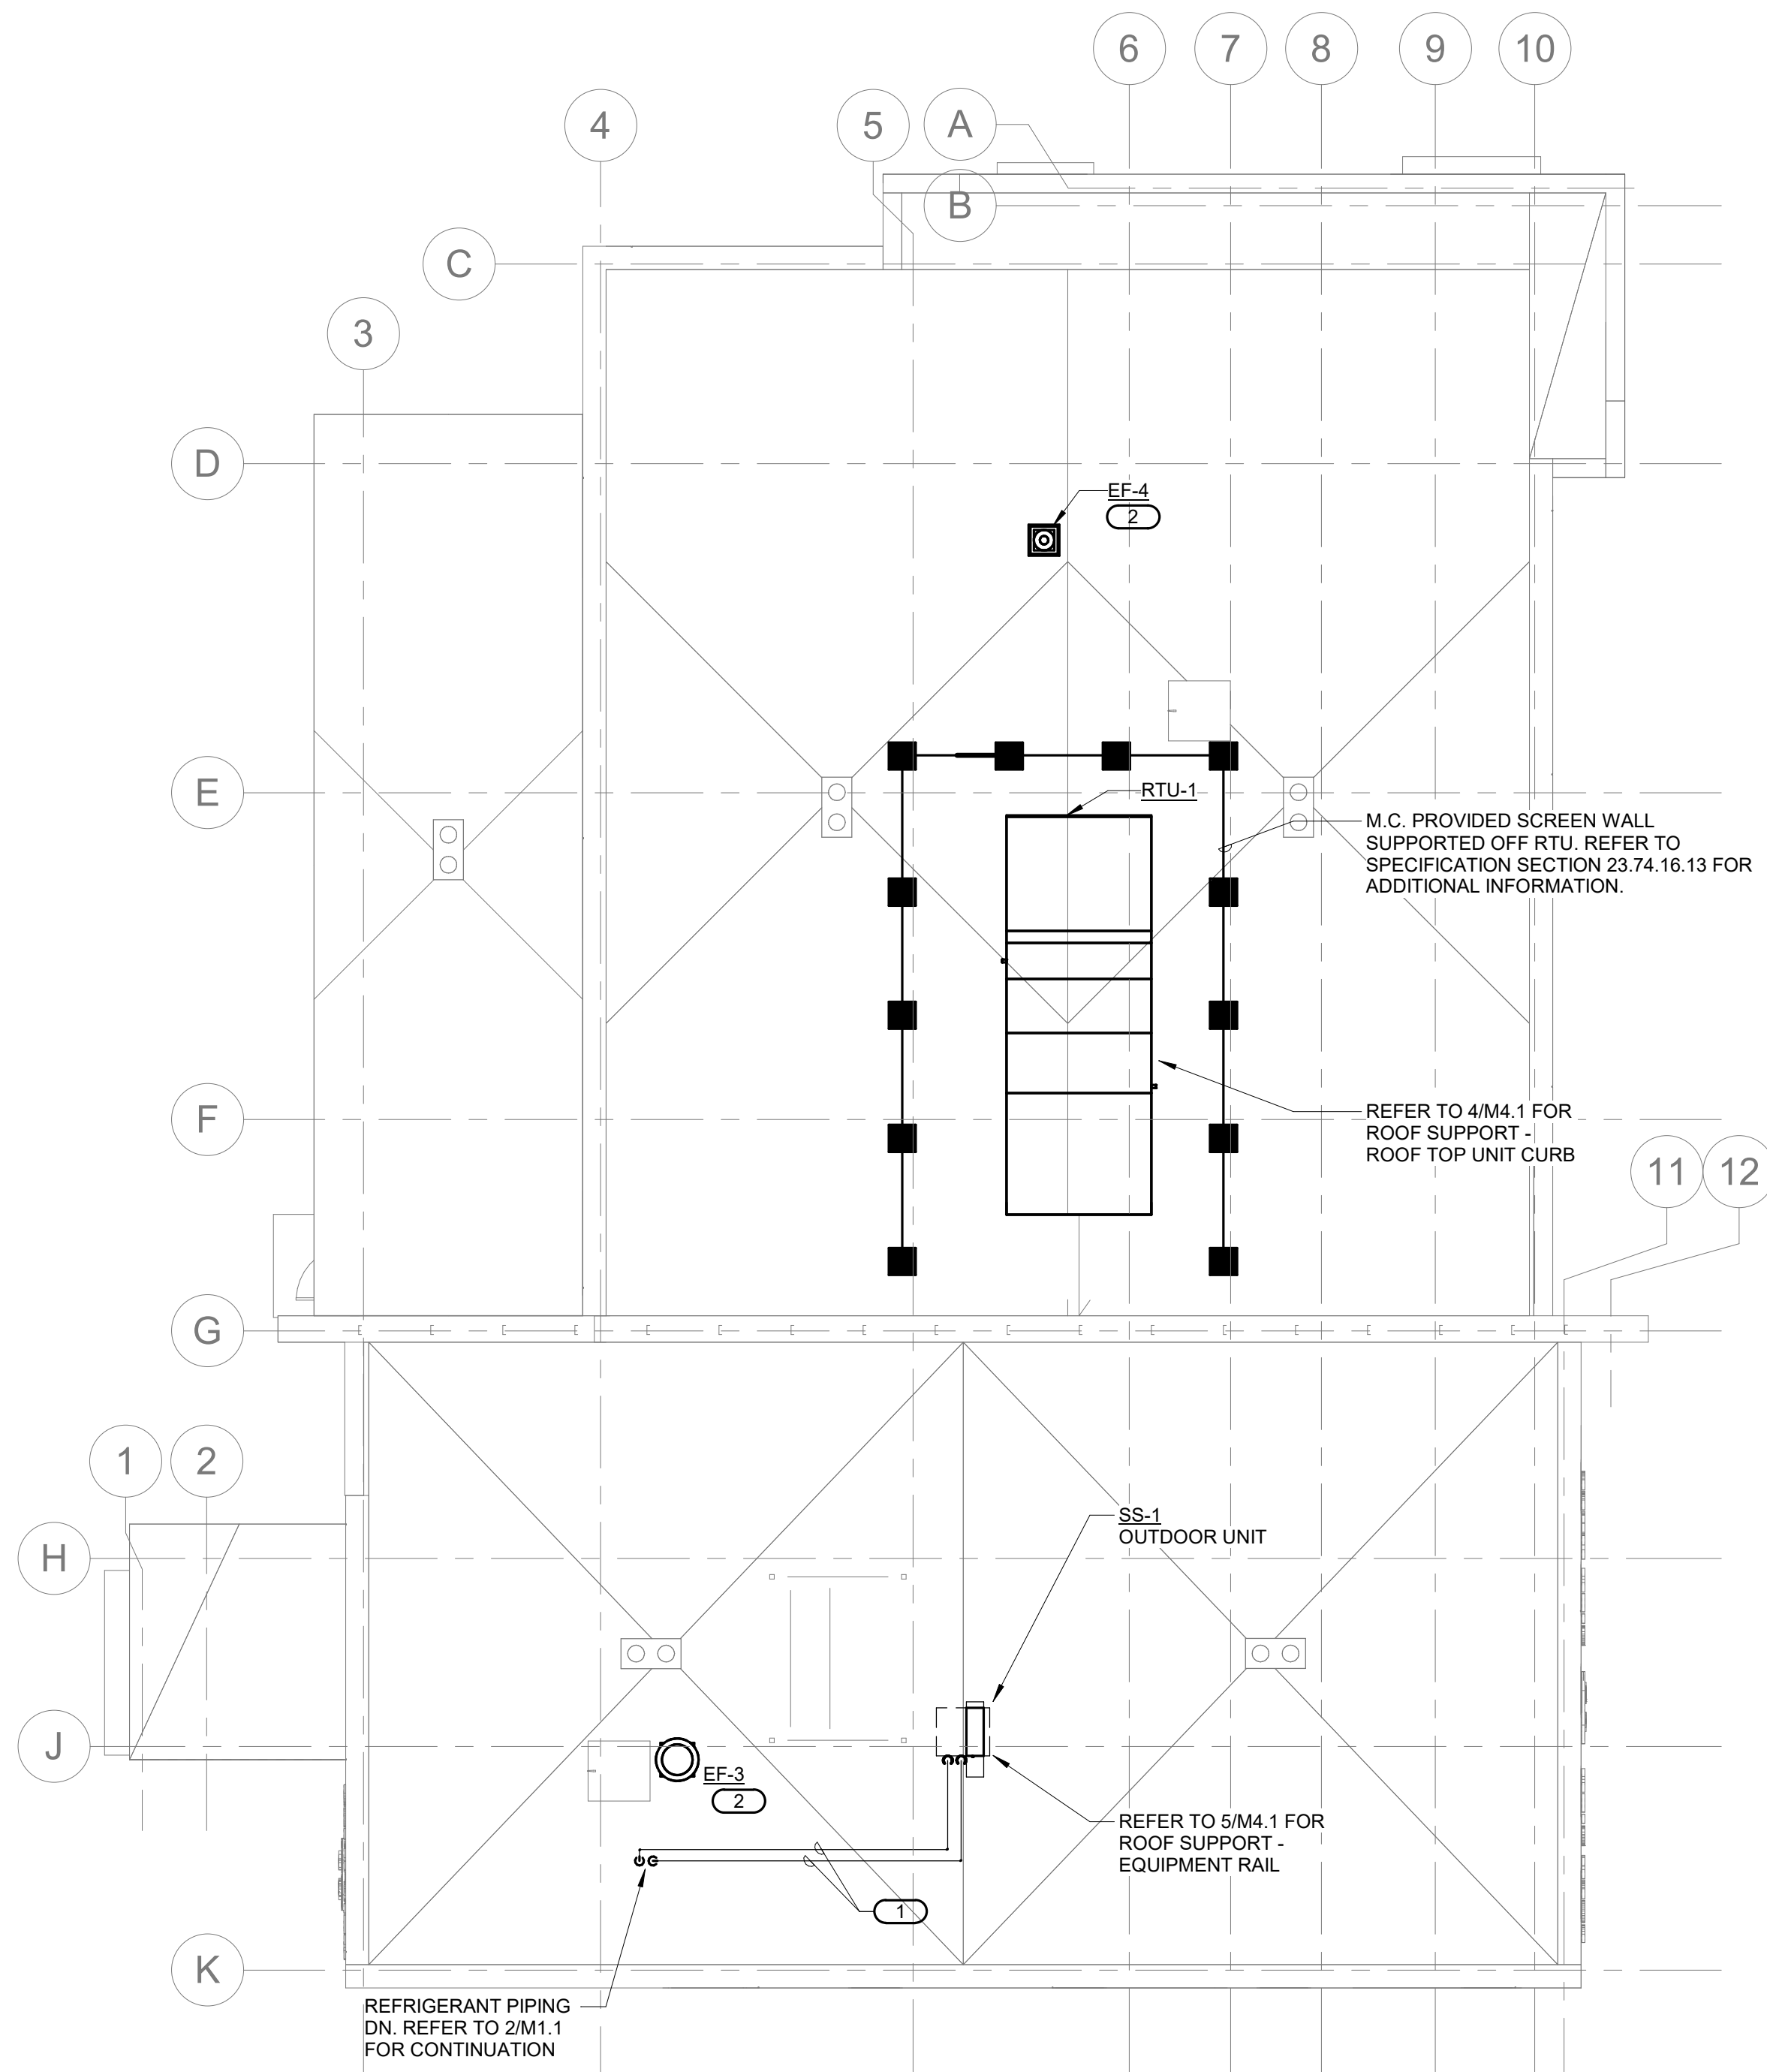 6
7
8
9
10
4
5
A
B
C
3
D
EF-4
2
E
RTU-1
M.C. PROVIDED SCREEN WALL
SUPPORTED OFF RTU. REFER TO
SPECIFICATION SECTION 23.74.16.13 FOR
ADDITIONAL INFORMATION.
F
REFER TO 4/M4.1 FOR
ROOF SUPPORT -
ROOF TOP UNIT CURB
11
12
G
1
2
SS-1
OUTDOOR UNIT
H
J
EF-3
2
REFER TO 5/M4.1 FOR
ROOF SUPPORT -
EQUIPMENT RAIL
1
K
REFRIGERANT PIPING
DN. REFER TO 2/M1.1
FOR CONTINUATION